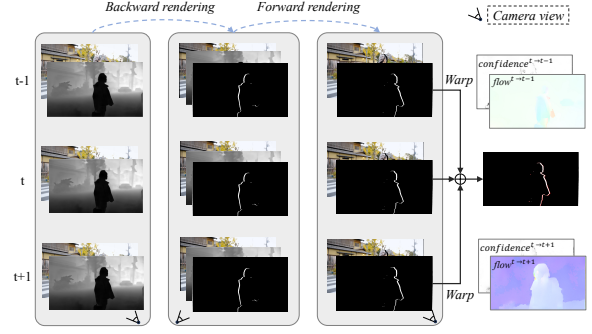 Backward rendering
Forward rendering
Camera view
t-1
Warp
confidence^{t→t−1}
flow^{t→t−1}
t
t+1
Warp
confidence^{t→t+1}
flow^{t→t+1}